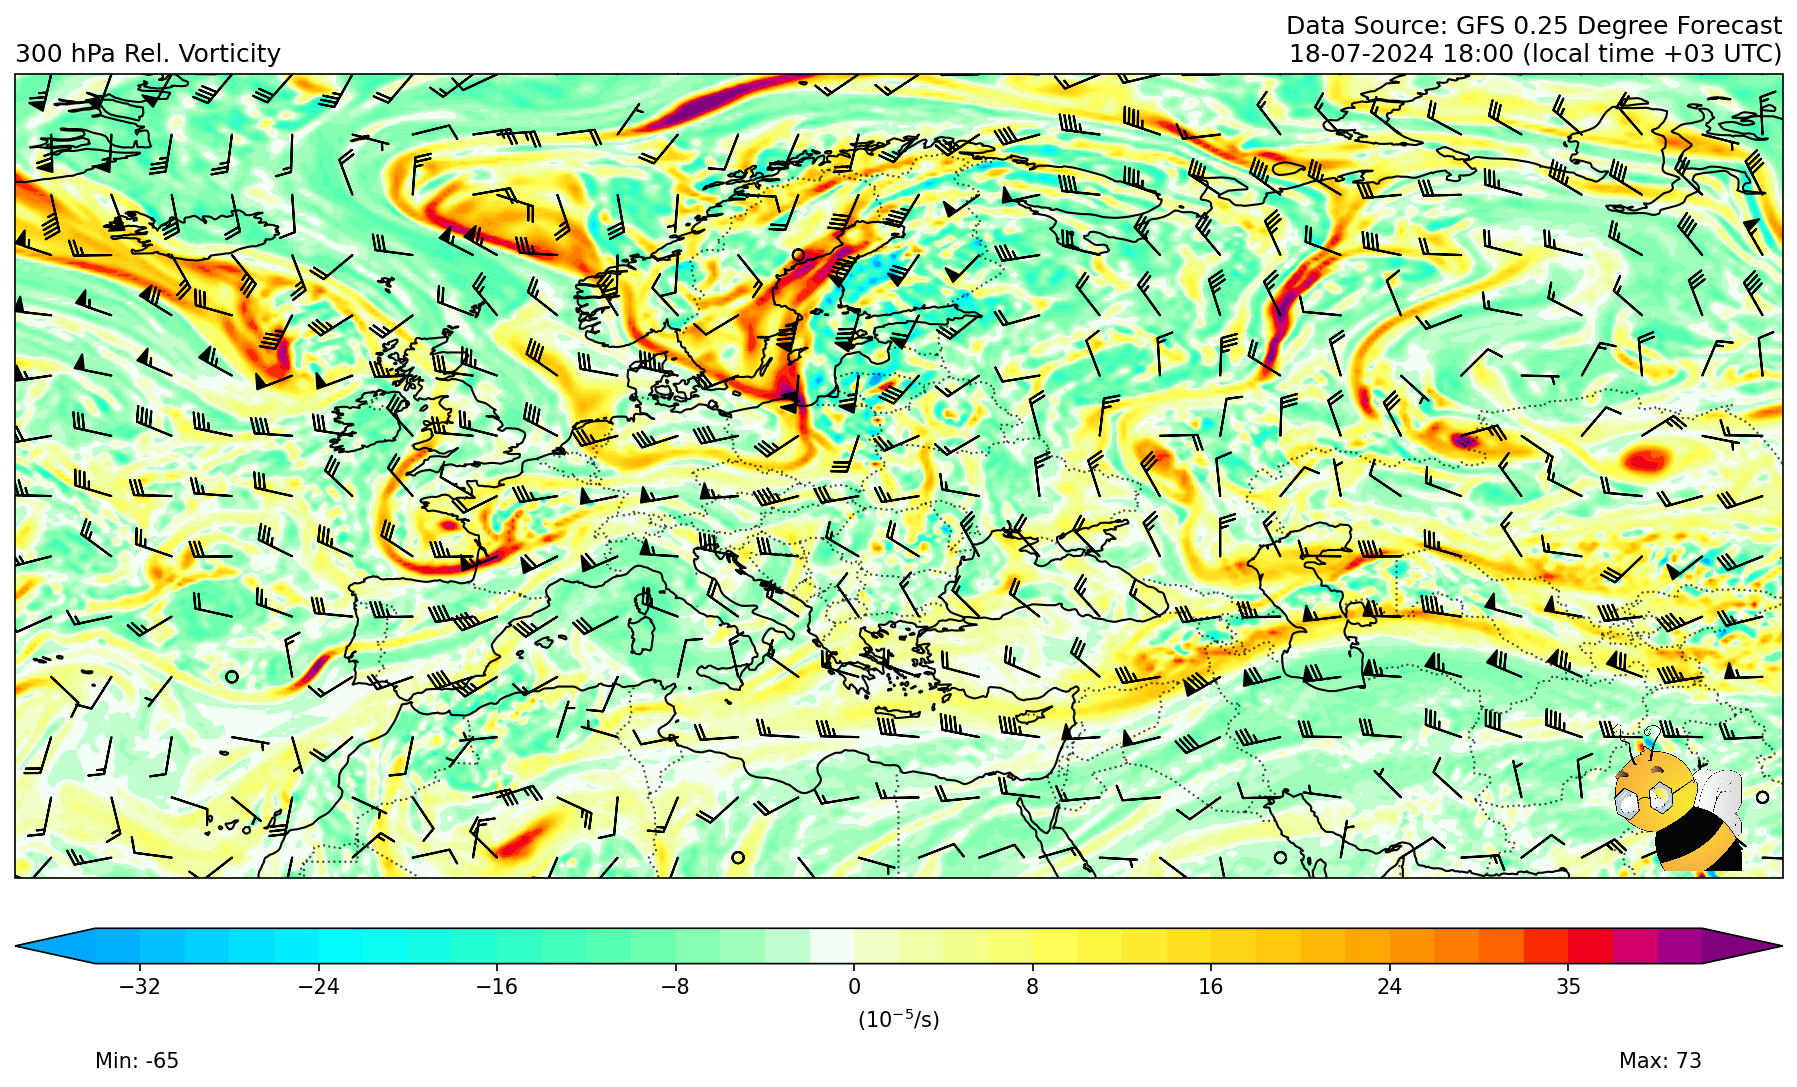 Data Source: GFS 0.25 Degree Forecast
300 hPa Rel. Vorticity
18-07-2024 18:00 (local time +03 UTC)
−32 −24 −16 −8 0 8 16 24 35
(10⁻⁵/s)
Min: -65
Max: 73